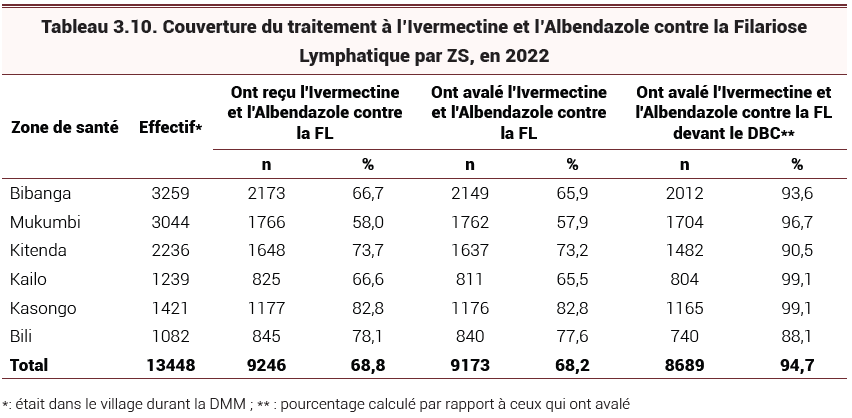 Tableau 3.10. Couverture du traitement à l'Ivermectine et l'Albendazole contre la Filariose
Lymphatique par ZS, en 2022
Zone de santé Effectif* Ont reçu l'Ivermectine et l'Albendazole contre la FL Ont avalé l'Ivermectine et l'Albendazole contre la FL Ont avalé l'Ivermectine et l'Albendazole contre la FL devant le DBC**
n % n % n %
Bibanga 3259 2173 66,7 2149 65,9 2012 93,6
Mukumbi 3044 1766 58,0 1762 57,9 1704 96,7
Kitenda 2236 1648 73,7 1637 73,2 1482 90,5
Kailo 1239 825 66,6 811 65,5 804 99,1
Kasongo 1421 1177 82,8 1176 82,8 1165 99,1
Bili 1082 845 78,1 840 77,6 740 88,1
Total 13448 9246 68,8 9173 68,2 8689 94,7
*: était dans le village durant la DMM ; ** : pourcentage calculé par rapport à ceux qui ont avalé